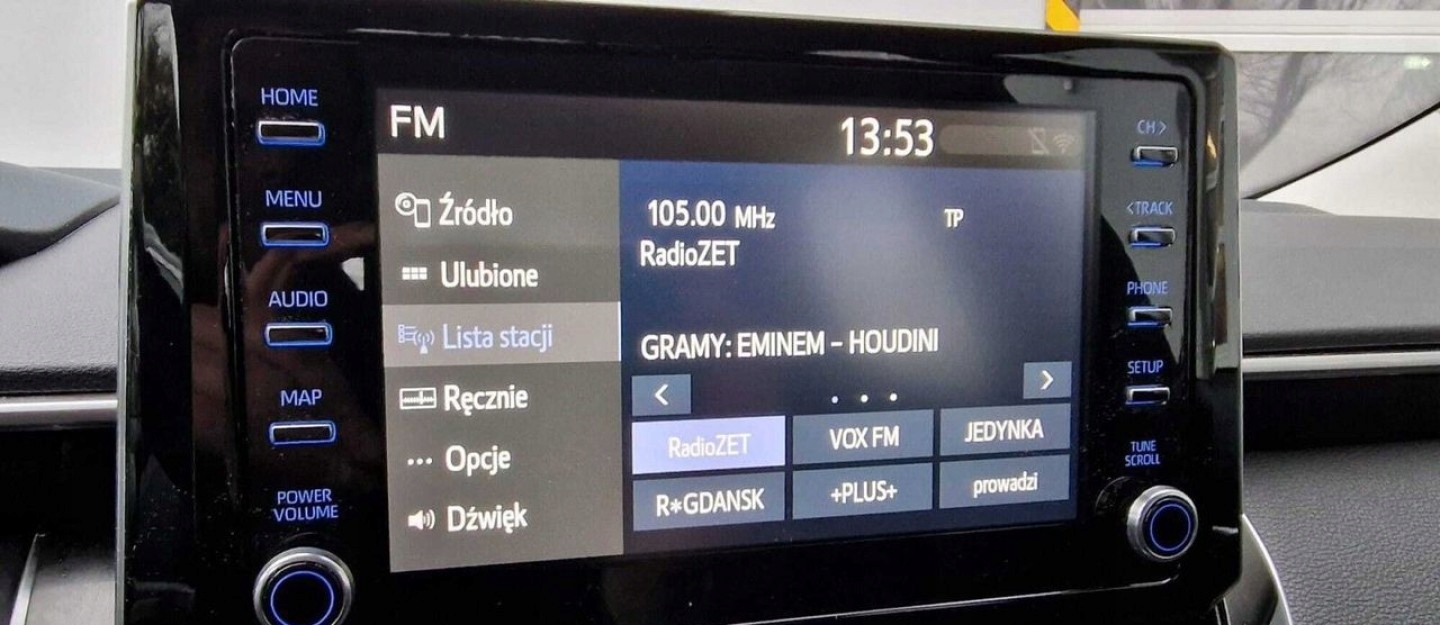 HOME
MENU
AUDIO
MAP
POWER
VOLUME
FM
13:53
Źródło
Ulubione
Lista stacji
Ręcznie
Opcje
Dźwięk
105.00 MHz TP
RadioZET
GRAMY: EMINEM - HOUDINI
< >
RadioZET VOX FM JEDYNKA
R*GDANSK +PLUS+ prowadzi
CH >
< TRACK
PHONE
SETUP
TUNE
SCROLL